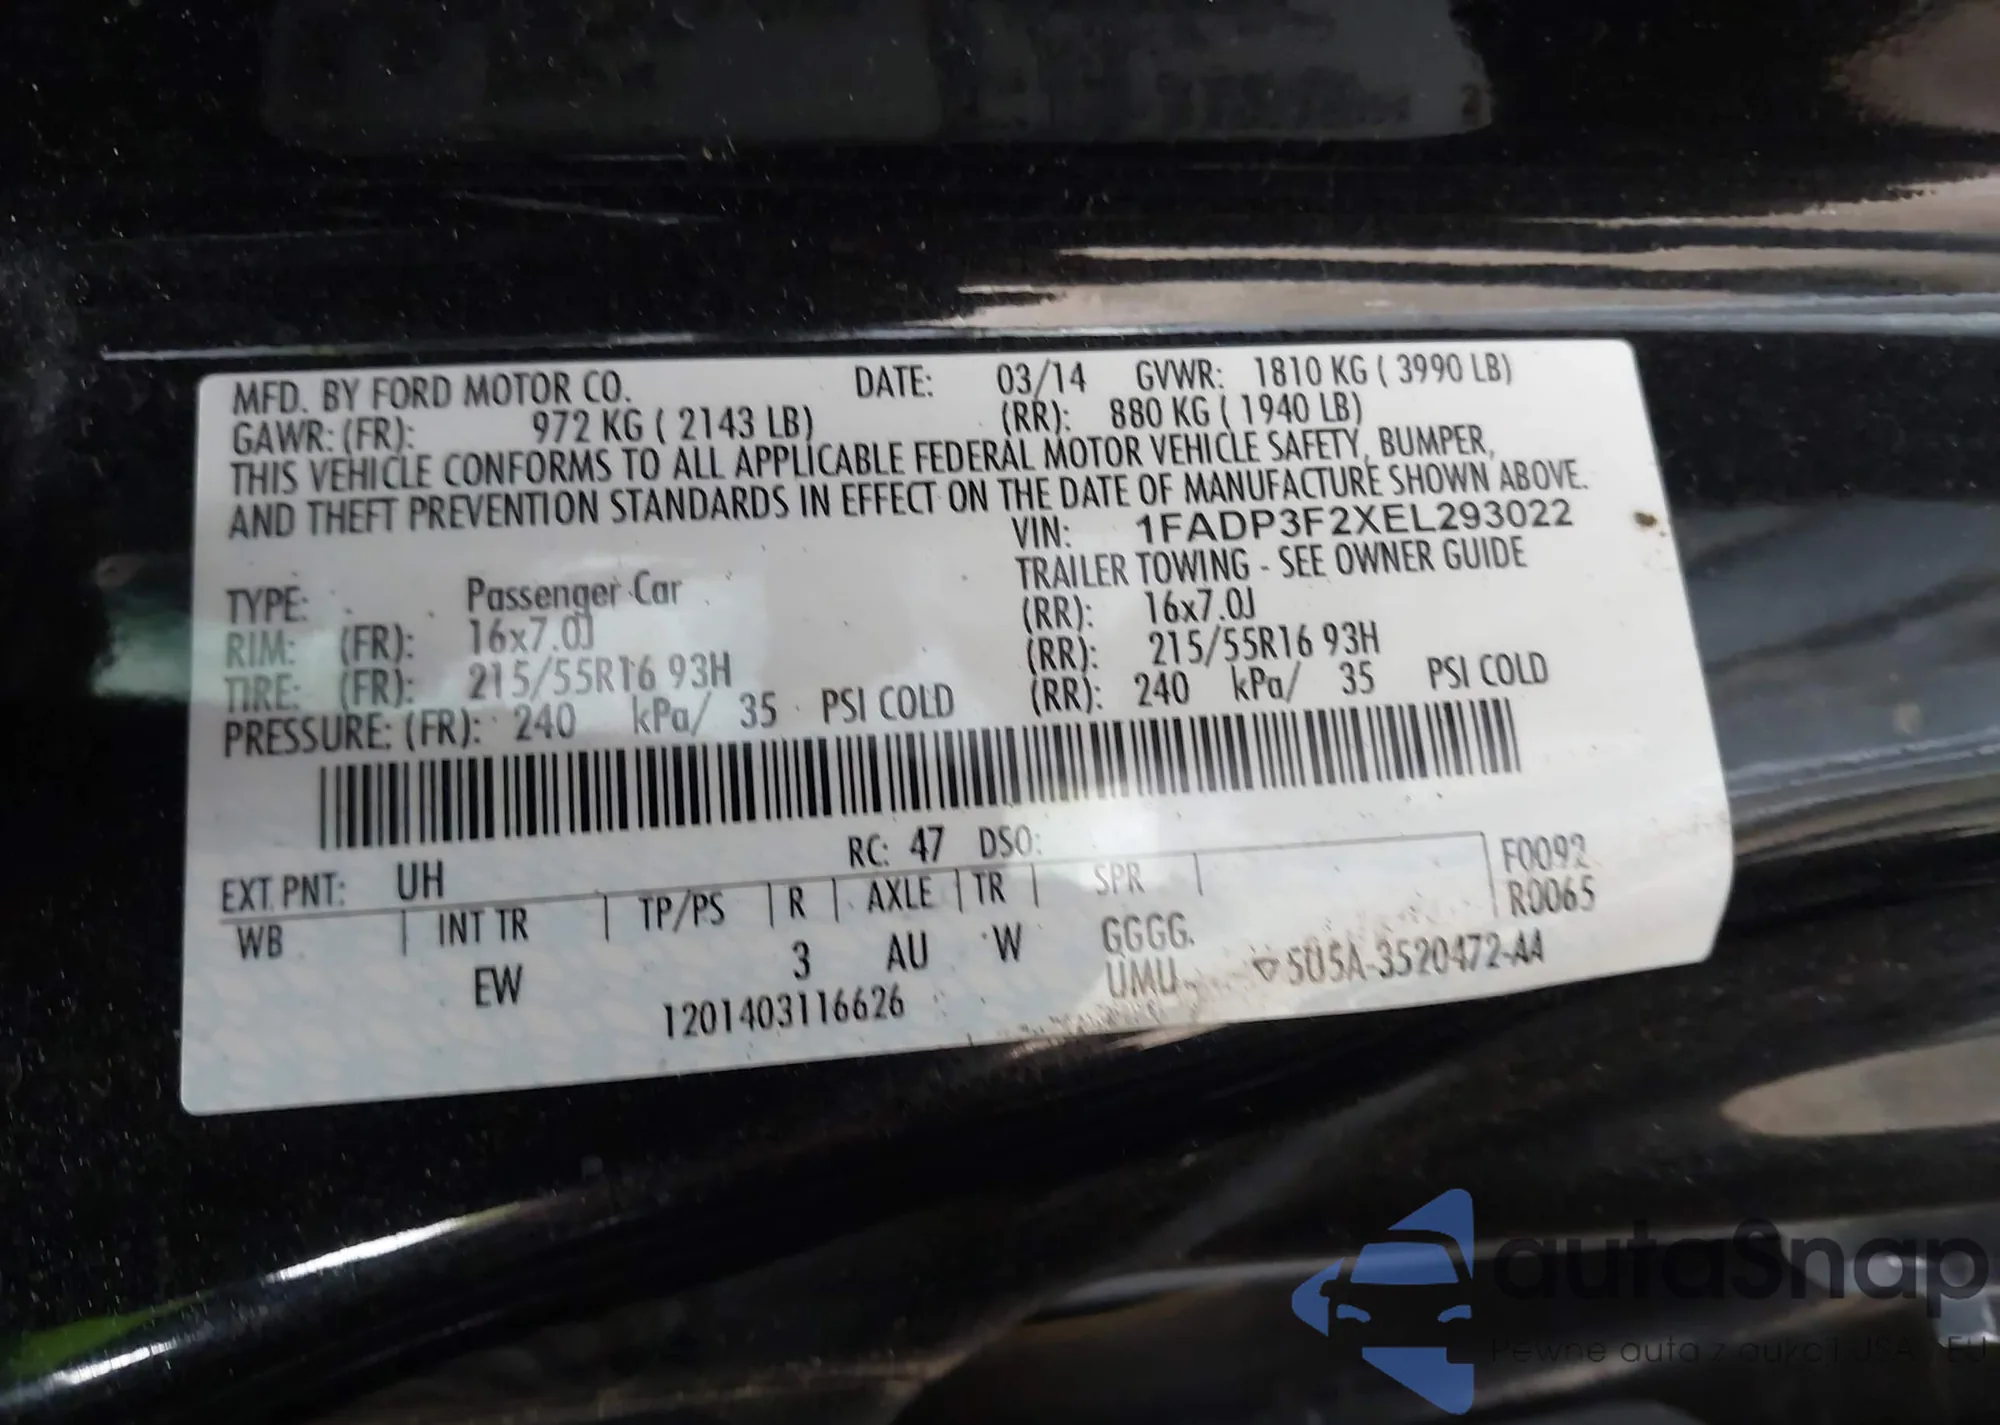 MFD. BY FORD MOTOR CO. DATE: 03/14 GVWR: 1810 KG ( 3990 LB)
GAWR: (FR): 972 KG ( 2143 LB) (RR): 880 KG ( 1940 LB)
THIS VEHICLE CONFORMS TO ALL APPLICABLE FEDERAL MOTOR VEHICLE SAFETY, BUMPER,
AND THEFT PREVENTION STANDARDS IN EFFECT ON THE DATE OF MANUFACTURE SHOWN ABOVE.
VIN: 1FADP3F2XEL293022
TRAILER TOWING - SEE OWNER GUIDE
TYPE: Passenger Car
RIM: (FR): 16x7.0J (RR): 16x7.0J
TIRE: (FR): 215/55R16 93H (RR): 215/55R16 93H
PRESSURE: (FR): 240 kPa/ 35 PSI COLD (RR): 240 kPa/ 35 PSI COLD
EXT. PNT: UH RC: 47 DSO: F0092
WB INT TR TP/PS R AXLE TR SPR R0065
EW 3 AU W GGGG.
1201403116626 UMU 5U5A-3520472-AA
autaSnap
Pewne auta z aukcji USA EU